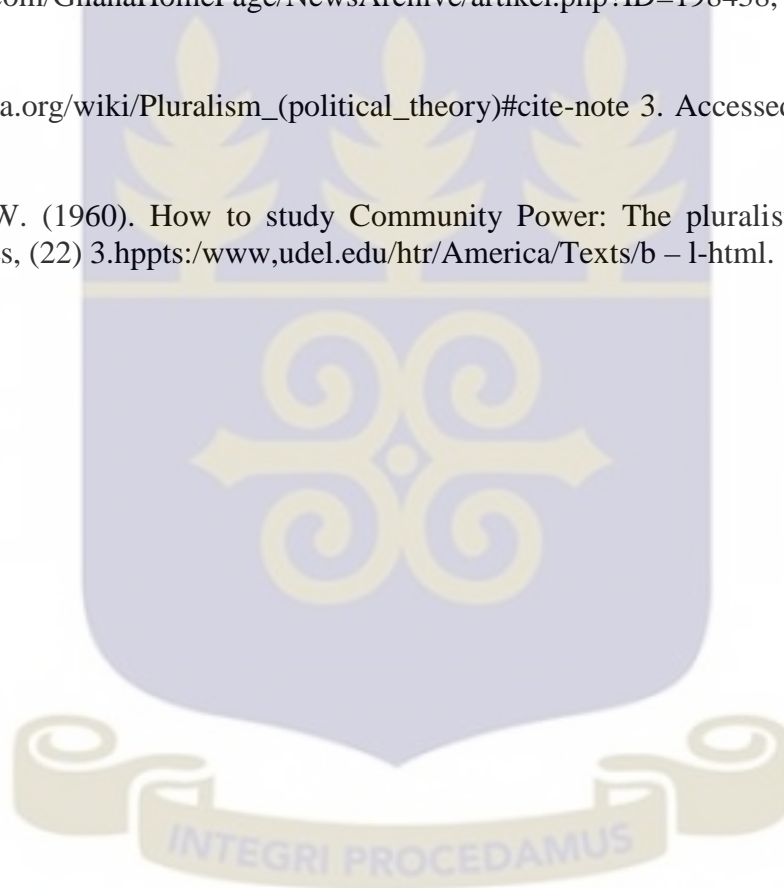 com/GhanaHomePage/NewsArchive/artikel.php?ID=198438,
a.org/wiki/Pluralism_(political_theory)#cite-note 3. Accessed
W. (1960). How to study Community Power: The pluralis
s, (22) 3.hppts:/www,udel.edu/htr/America/Texts/b – l-html.
INTEGRI PROCEDAMUS